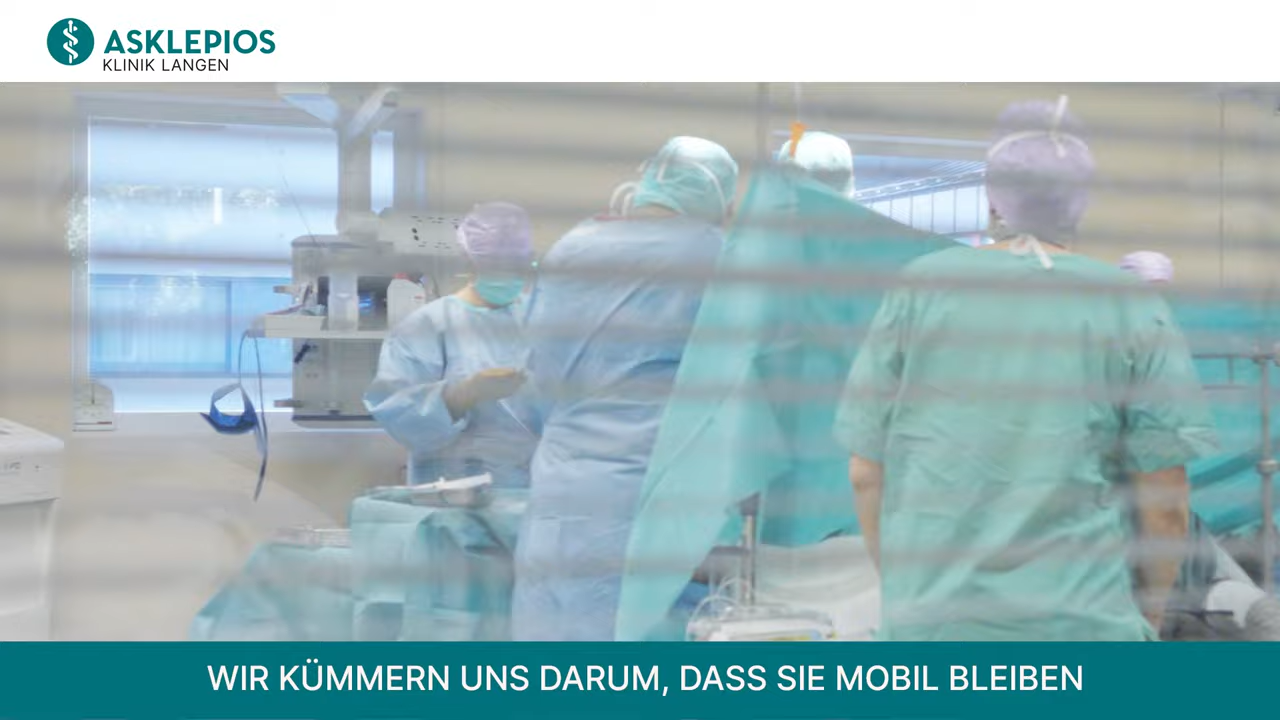 ASKLEPIOS
KLINIK LANGEN
WIR KÜMMERN UNS DARUM, DASS SIE MOBIL BLEIBEN